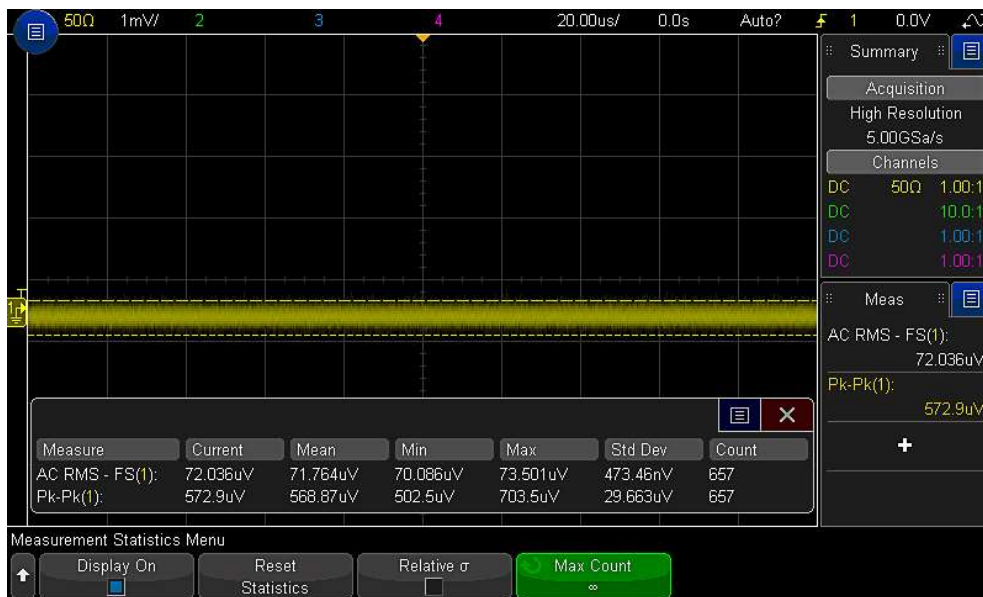 50Ω 1mV/ 2 3 4 20.00us/ 0.0s Auto? 1 0.0V
Summary
Acquisition
High Resolution
5.00GSa/s
Channels
DC 50Ω 1.00:1
DC 10.0:1
DC 1.00:1
DC 1.00:1
T
1
Meas
AC RMS - FS(1):
72.036uV
Pk-Pk(1):
572.9uV
+
Measure Current Mean Min Max Std Dev Count
AC RMS - FS(1): 72.036uV 71.764uV 70.086uV 73.501uV 473.46nV 657
Pk-Pk(1): 572.9uV 568.87uV 502.5uV 703.5uV 29.663uV 657
Measurement Statistics Menu
Display On
Reset
Statistics
Relative σ
Max Count
∞